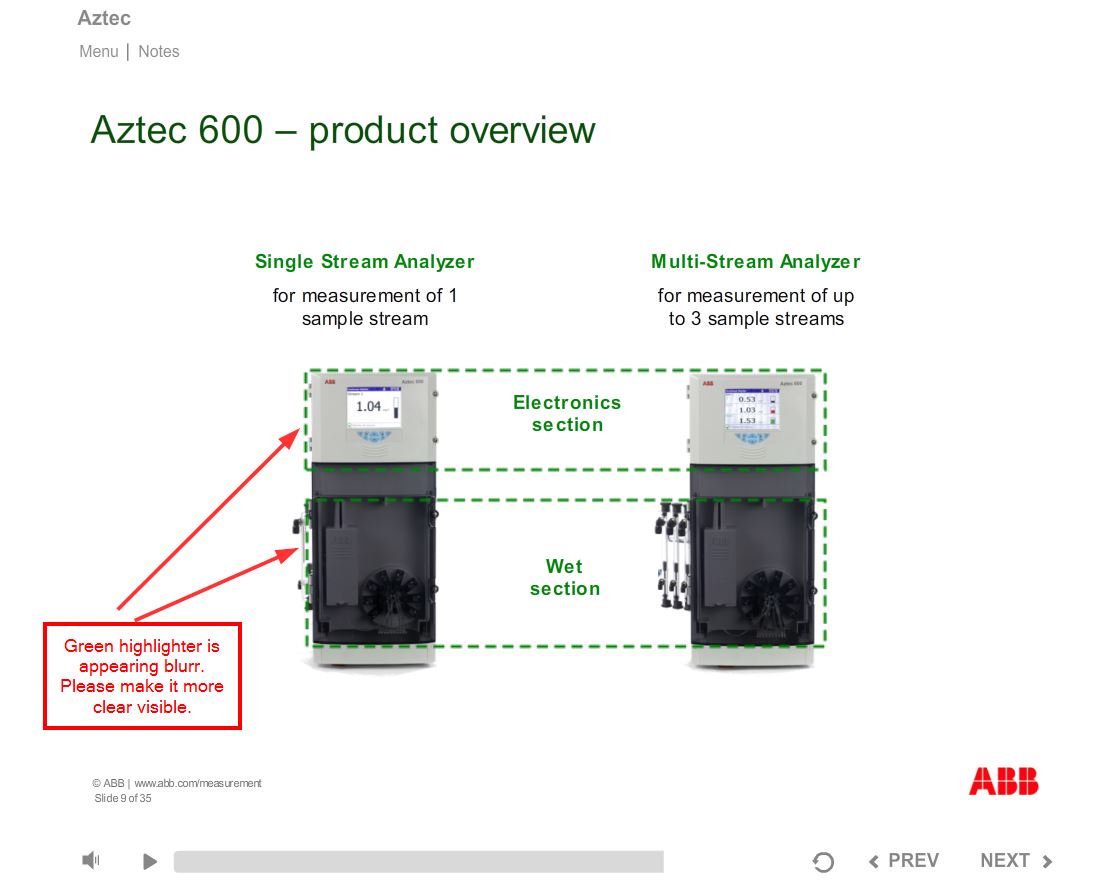 Aztec
Menu | Notes
Aztec 600 – product overview
Single Stream Analyzer
for measurement of 1
sample stream
Multi-Stream Analyzer
for measurement of up
to 3 sample streams
ABB Aztec 600
1.04
Electronics
section
ABB Aztec 600
0.53
1.03
1.53
ABB
Wet
section
ABB
Green highlighter is
appearing blurr.
Please make it more
clear visible.
© ABB | www.abb.com/measurement
Slide 9 of 35
ABB
PREV
NEXT